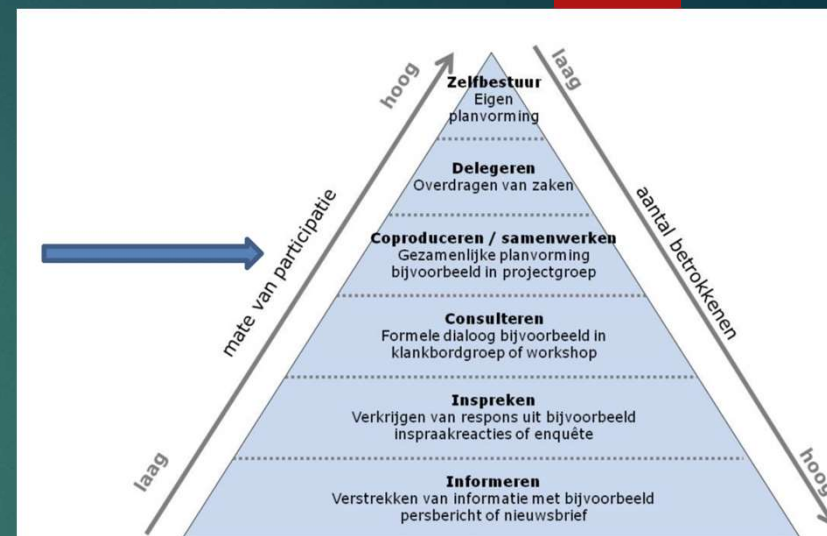 hoog
laag
Zelfbestuur
Eigen
planvorming
Delegeren
Overdragen van zaken
mate van participatie
aantal betrokkenen
Coproduceren / samenwerken
Gezamenlijke planvorming
bijvoorbeeld in projectgroep
Consulteren
Formele dialoog bijvoorbeeld in
klankbordgroep of workshop
Inspreken
Verkrijgen van respons uit bijvoorbeeld
inspraakreacties of enquête
laag
hoog
Informeren
Verstrekken van informatie met bijvoorbeeld
persbericht of nieuwsbrief